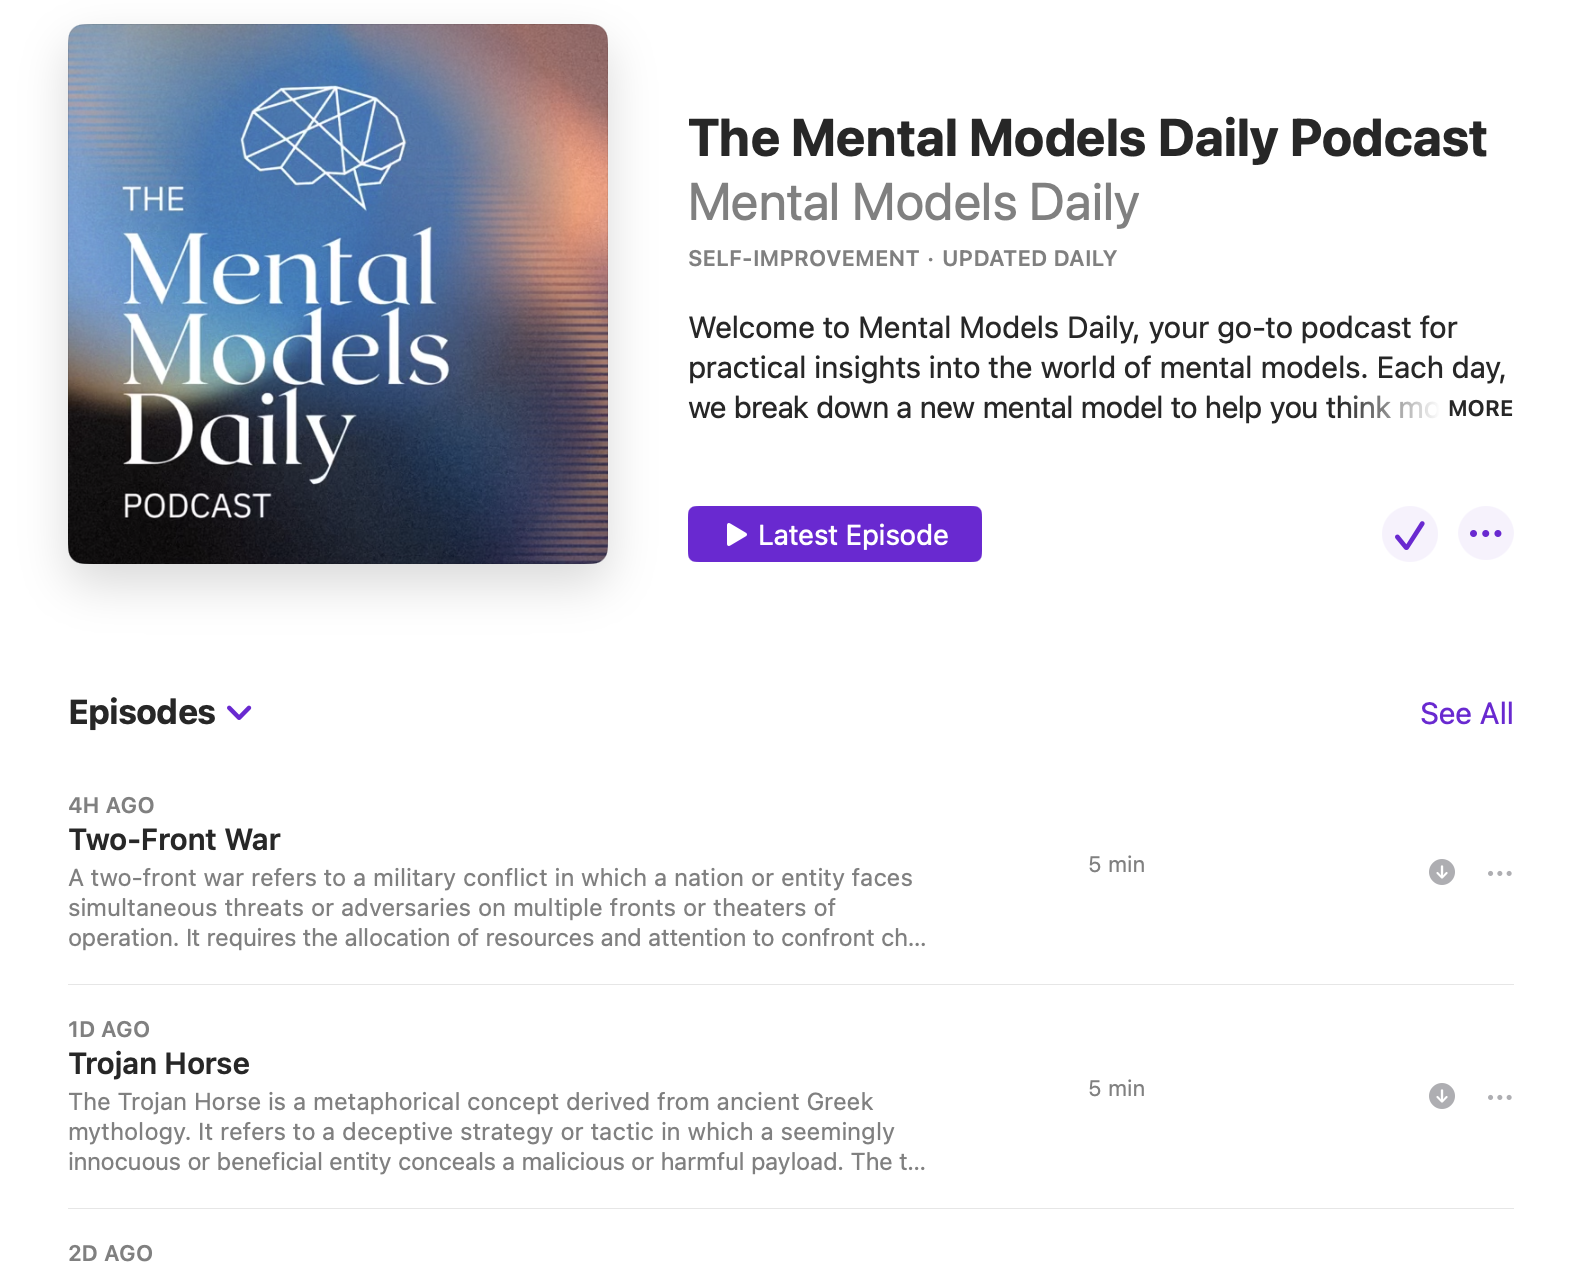 THE
Mental
Models
Daily
PODCAST
The Mental Models Daily Podcast
Mental Models Daily
SELF-IMPROVEMENT · UPDATED DAILY
Welcome to Mental Models Daily, your go-to podcast for
practical insights into the world of mental models. Each day,
we break down a new mental model to help you think mo MORE
Latest Episode
Episodes
See All
4H AGO
Two-Front War
A two-front war refers to a military conflict in which a nation or entity faces
simultaneous threats or adversaries on multiple fronts or theaters of
operation. It requires the allocation of resources and attention to confront ch...
5 min
1D AGO
Trojan Horse
The Trojan Horse is a metaphorical concept derived from ancient Greek
mythology. It refers to a deceptive strategy or tactic in which a seemingly
innocuous or beneficial entity conceals a malicious or harmful payload. The t...
5 min
2D AGO